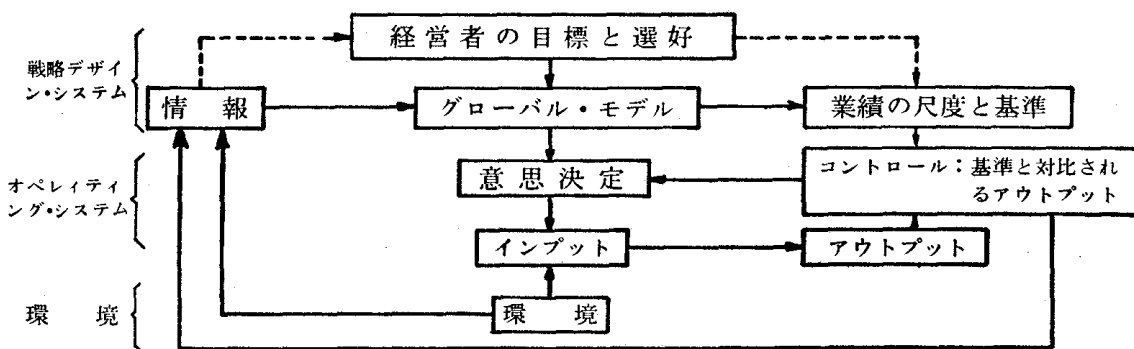 経営者の目標と選好
戦略デザイ
ン・システム
情 報
グローバル・モデル
業績の尺度と基準
オペレィティ
ング・システム
意思決定
コントロール：基準と対比され
るアウトプット
インプット
アウトプット
環 境
環 境